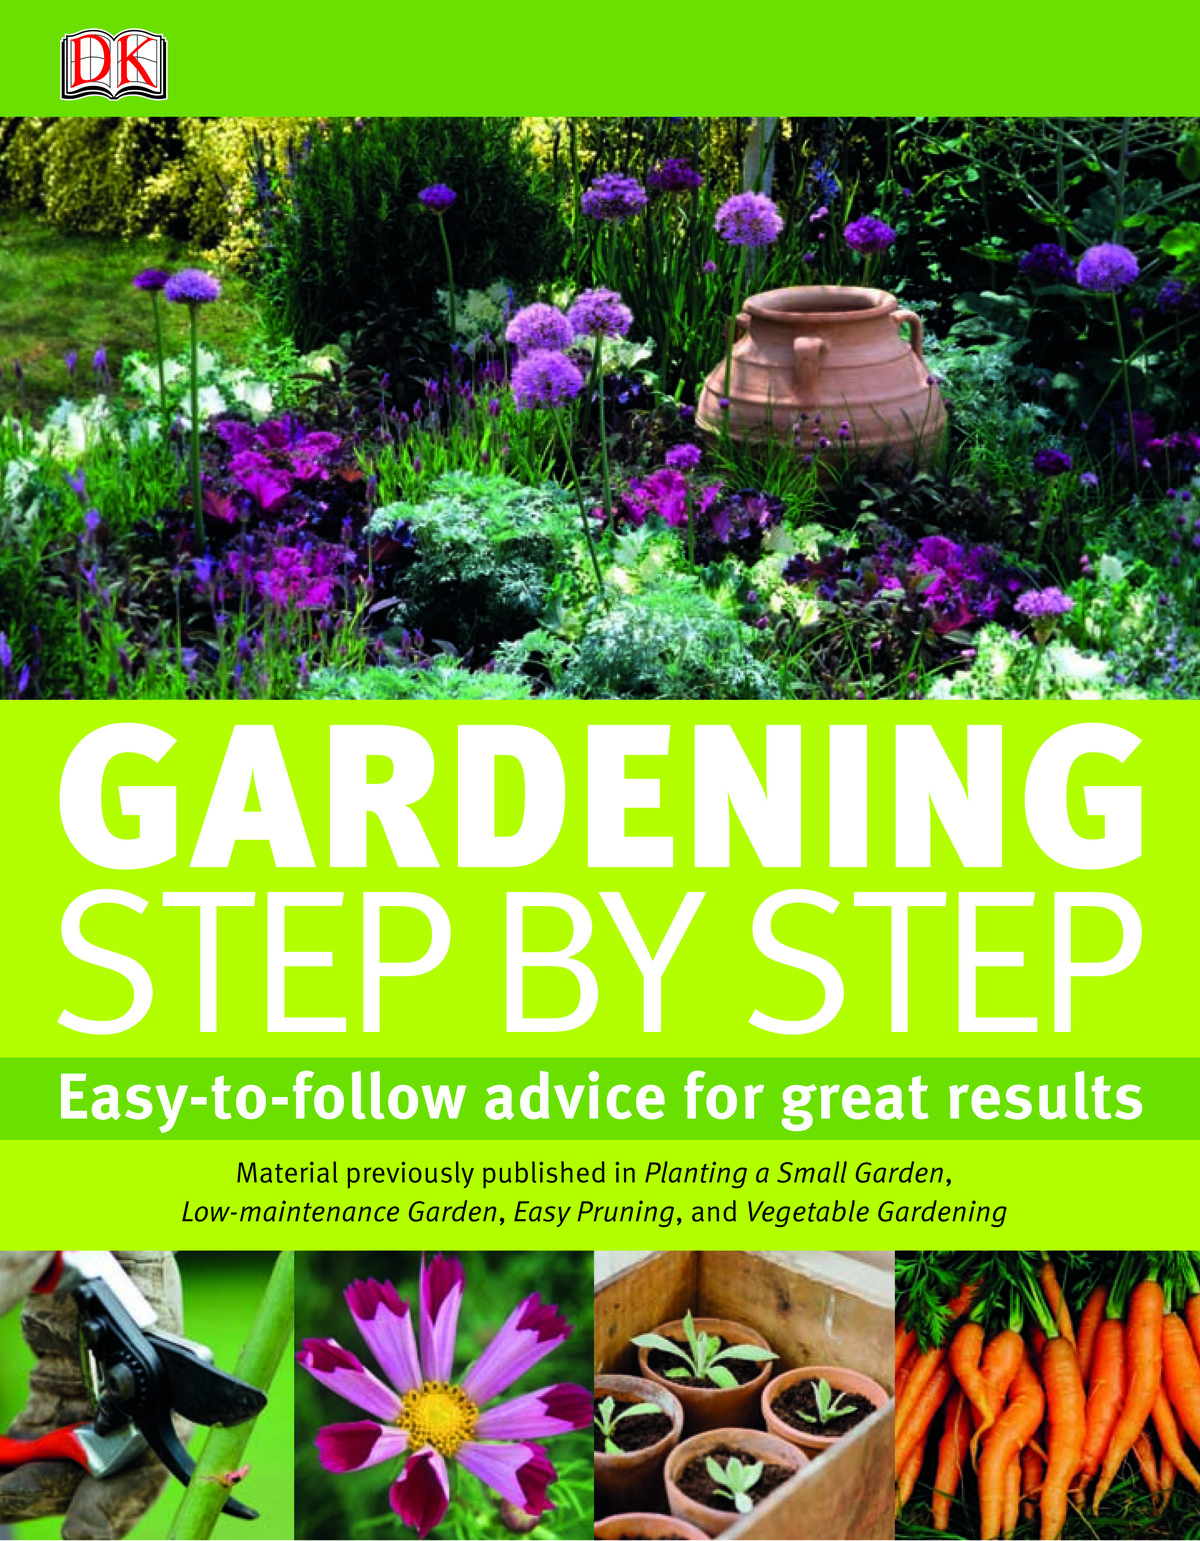 DK
GARDENING
STEP BY STEP
Easy-to-follow advice for great results
Material previously published in Planting a Small Garden,
Low-maintenance Garden, Easy Pruning, and Vegetable Gardening